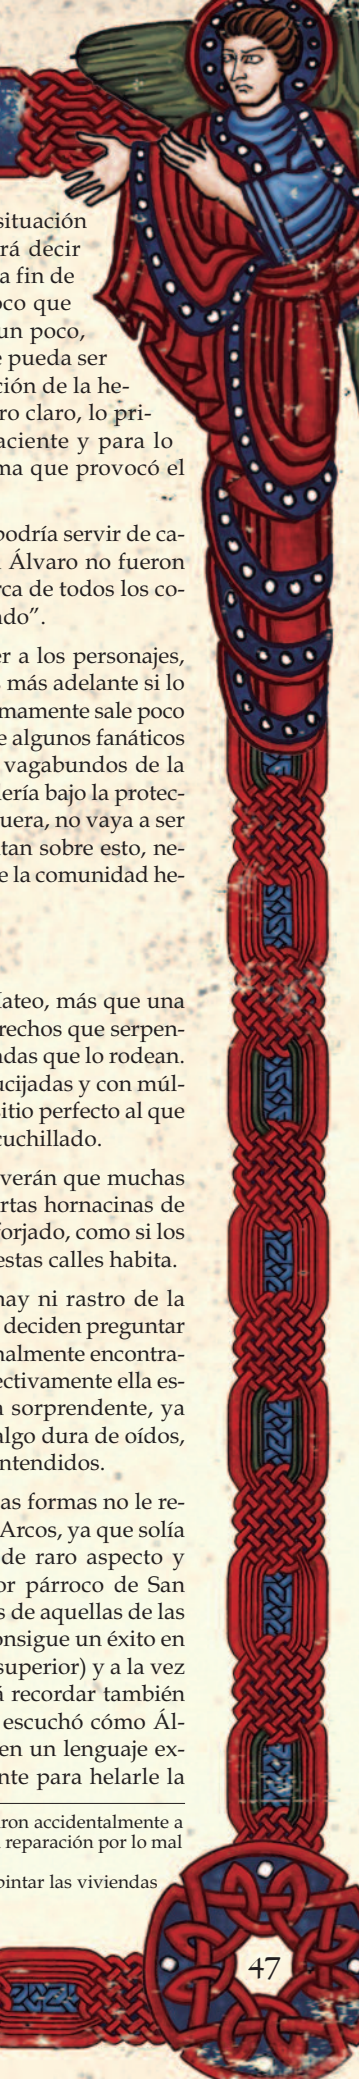 situación
rá decir
a fin de
oco que
un poco,
e pueda ser
ción de la he-
ro claro, lo pri-
aciente y para lo
ma que provocó el
podría servir de ca-
Álvaro no fueron
rca de todos los co-
ado”.
er a los personajes,
más adelante si lo
mamente sale poco
e algunos fanáticos
vagabundos de la
ería bajo la protec-
uera, no vaya a ser
tan sobre esto, ne-
e la comunidad he-
Mateo, más que una
rechos que serpen-
adas que lo rodean.
ucijadas y con múl-
sitio perfecto al que
cuchillado.
verán que muchas
rtas hornacinas de
forjado, como si los
estas calles habita.
hay ni rastro de la
deciden preguntar
nalmente encontra-
ectivamente ella es-
n sorprendente, ya
algo dura de oídos,
ntendidos.
as formas no le re-
Arcos, ya que solía
de raro aspecto y
or párroco de San
s de aquellas de las
onsigue un éxito en
superior) y a la vez
á recordar también
escuchó cómo Ál-
en un lenguaje ex-
nte para helarle la
ron accidentalmente a
reparación por lo mal
pintar las viviendas
47